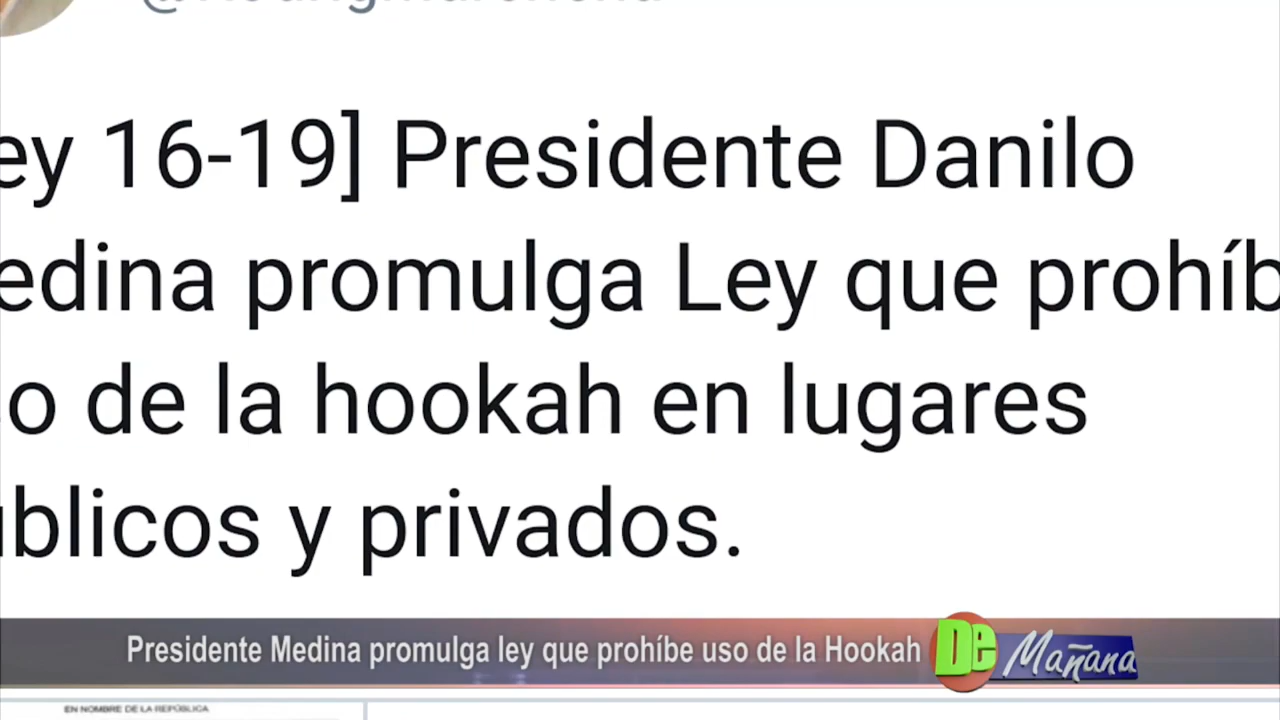 ey 16-19] Presidente Danilo
edina promulga Ley que prohíb
o de la hookah en lugares
úblicos y privados.
Presidente Medina promulga ley que prohíbe uso de la Hookah
De Mañana
EN NOMBRE DE LA REPÚBLICA